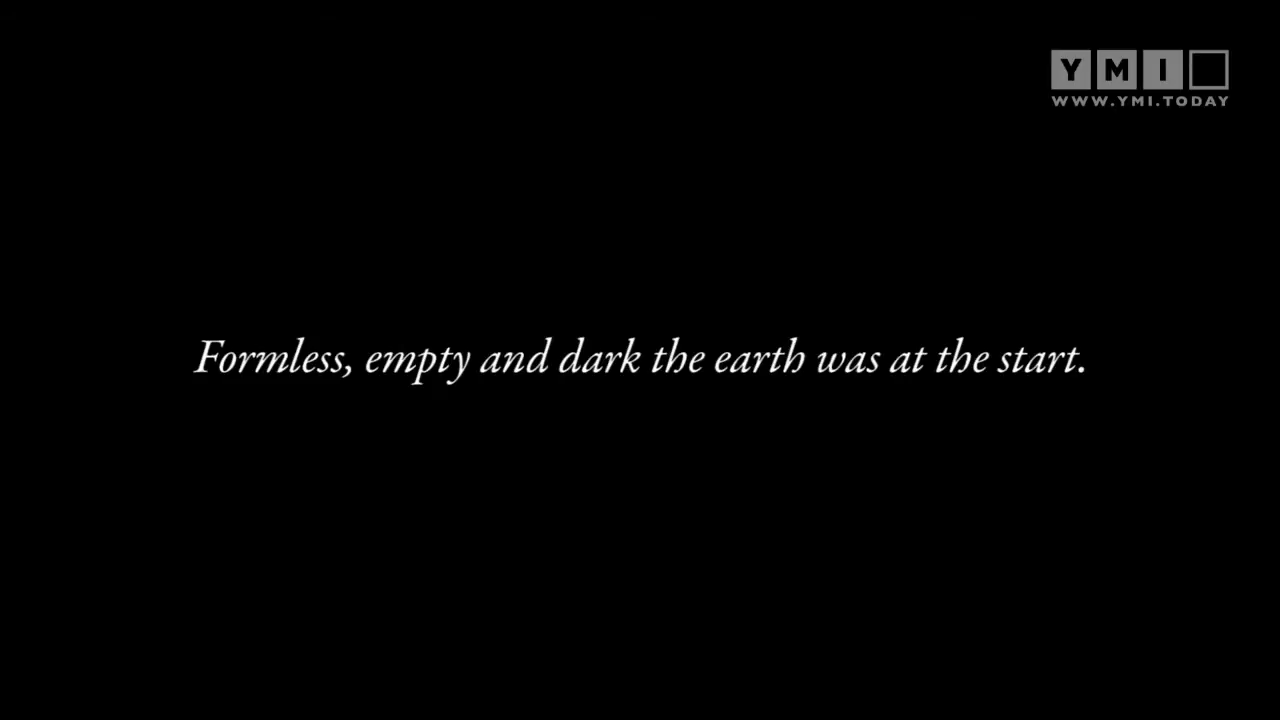 YMI
WWW.YMI.TODAY
Formless, empty and dark the earth was at the start.